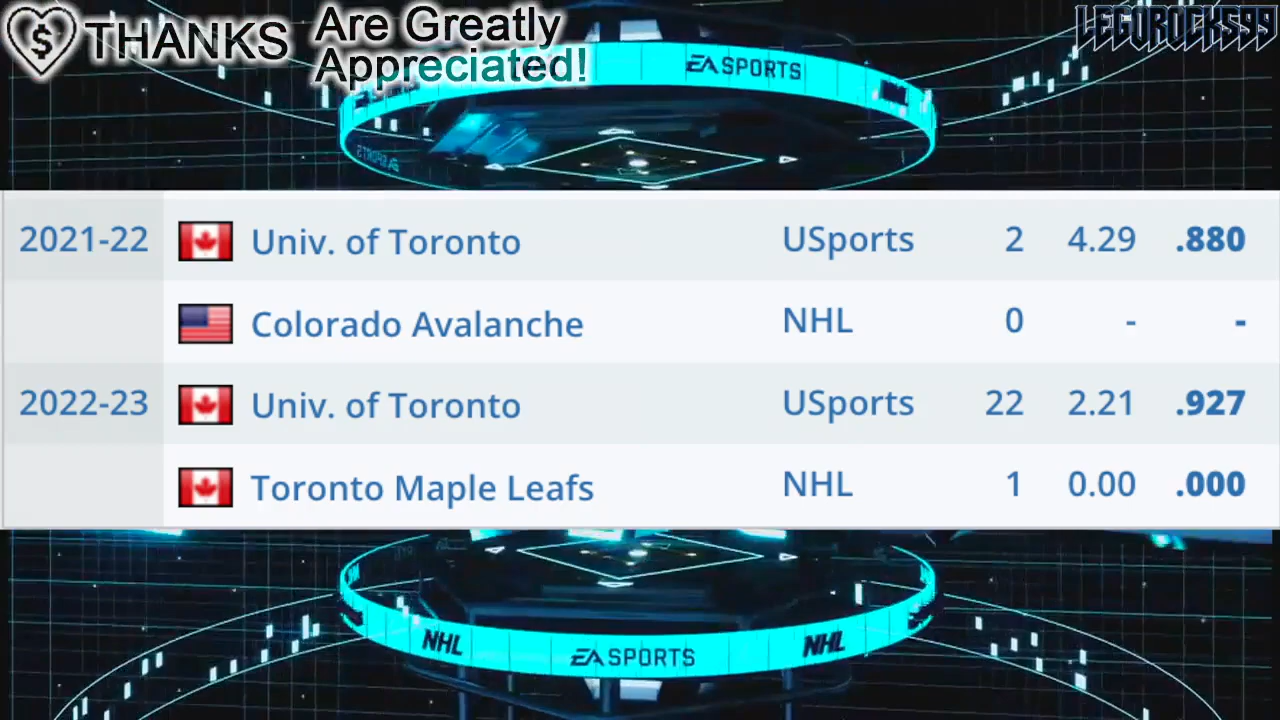 THANKS Are Greatly
Appreciated!
LEGOROCKS99
EA SPORTS
EA SPORTS
2021-22 Univ. of Toronto USports 2 4.29 .880
Colorado Avalanche NHL 0 - -
2022-23 Univ. of Toronto USports 22 2.21 .927
Toronto Maple Leafs NHL 1 0.00 .000
NHL EA SPORTS NHL